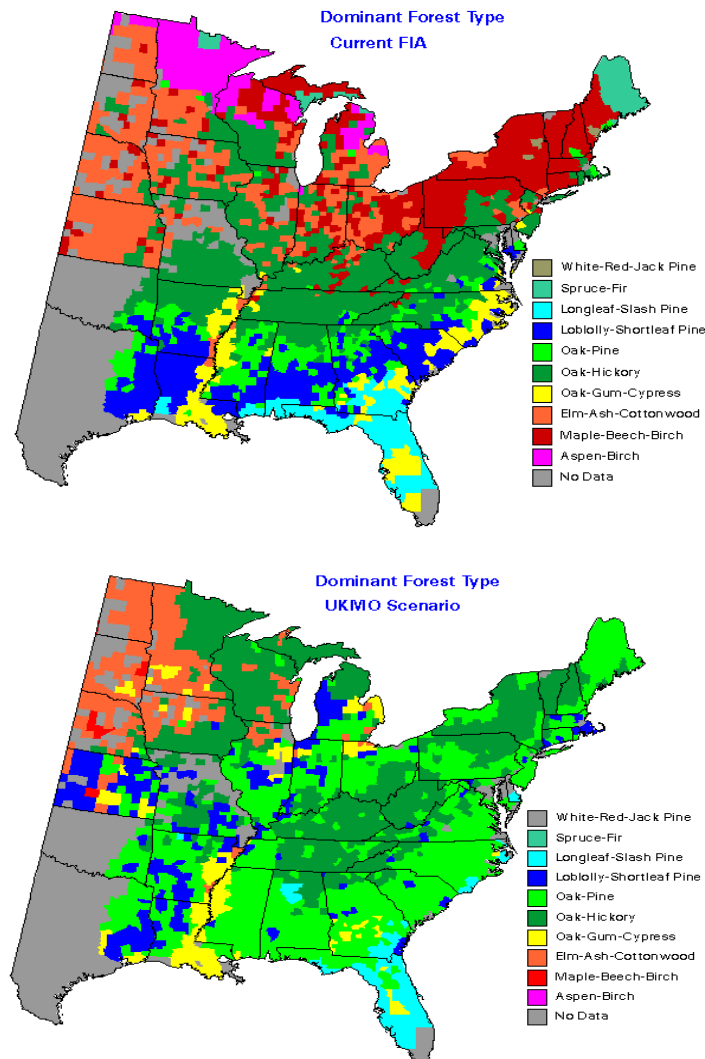 Dominant Forest Type
Current FIA
White-Red-Jack Pine
Spruce-Fir
Longleaf-Slash Pine
Loblolly-Shortleaf Pine
Oak-Pine
Oak-Hickory
Oak-Gum-Cypress
Elm-Ash-Cottonwood
Maple-Beech-Birch
Aspen-Birch
No Data
Dominant Forest Type
UKMO Scenario
White-Red-Jack Pine
Spruce-Fir
Longleaf-Slash Pine
Loblolly-Shortleaf Pine
Oak-Pine
Oak-Hickory
Oak-Gum-Cypress
Elm-Ash-Cottonwood
Maple-Beech-Birch
Aspen-Birch
No Data